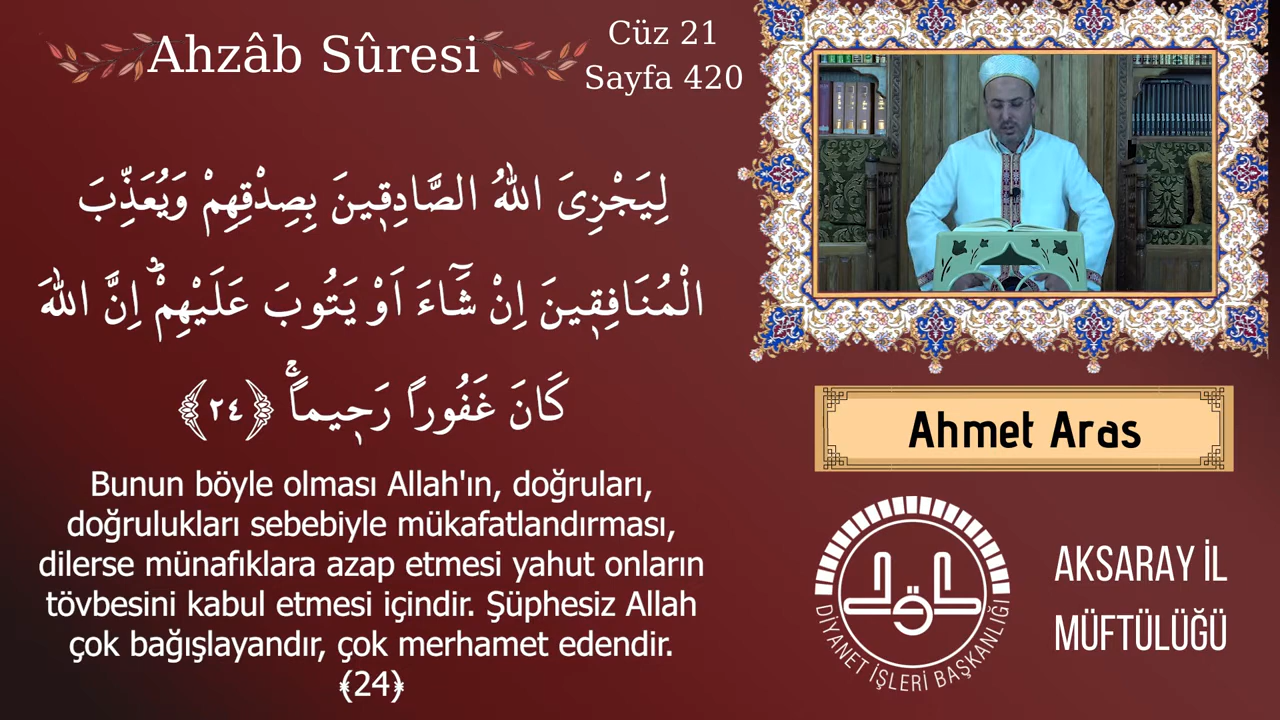 Ahzâb Sûresi
Cüz 21
Sayfa 420
لِيَجْزِىَ اللّٰهُ الصَّادِق۪ينَ بِصِدْقِهِمْ وَيُعَذِّبَ
الْمُنَافِق۪ينَ اِنْ شَٓاءَ اَوْ يَتُوبَ عَلَيْهِمْۜ اِنَّ اللّٰهَ
كَانَ غَفُوراً رَح۪يماًۚ ﴿٢٤﴾
Bunun böyle olması Allah'ın, doğruları,
doğrulukları sebebiyle mükafatlandırması,
dilerse münafıklara azap etmesi yahut onların
tövbesini kabul etmesi içindir. Şüphesiz Allah
çok bağışlayandır, çok merhamet edendir.
﴾24﴿
Ahmet Aras
DİYANET İŞLERİ BAŞKANLIĞI
AKSARAY İL
MÜFTÜLÜĞÜ